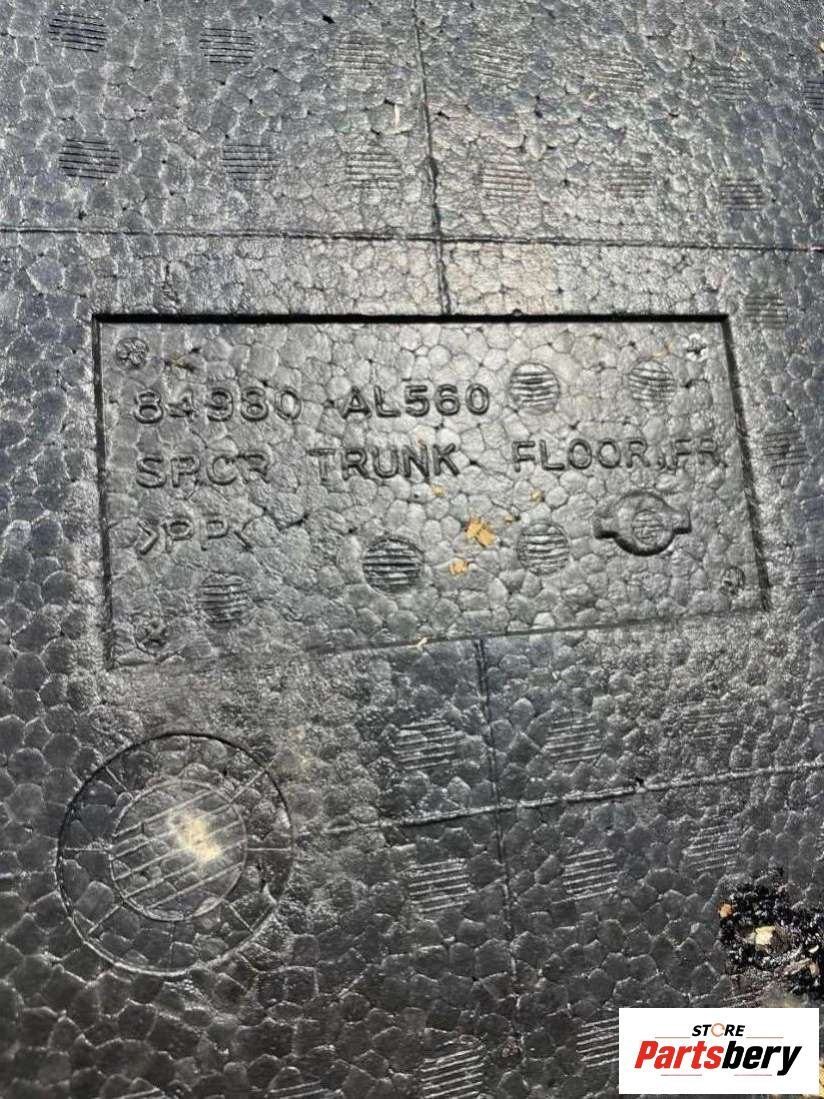 84980 AL560
SPCR TRUNK FLOOR,FR
>PP<
STORE
Partsbery